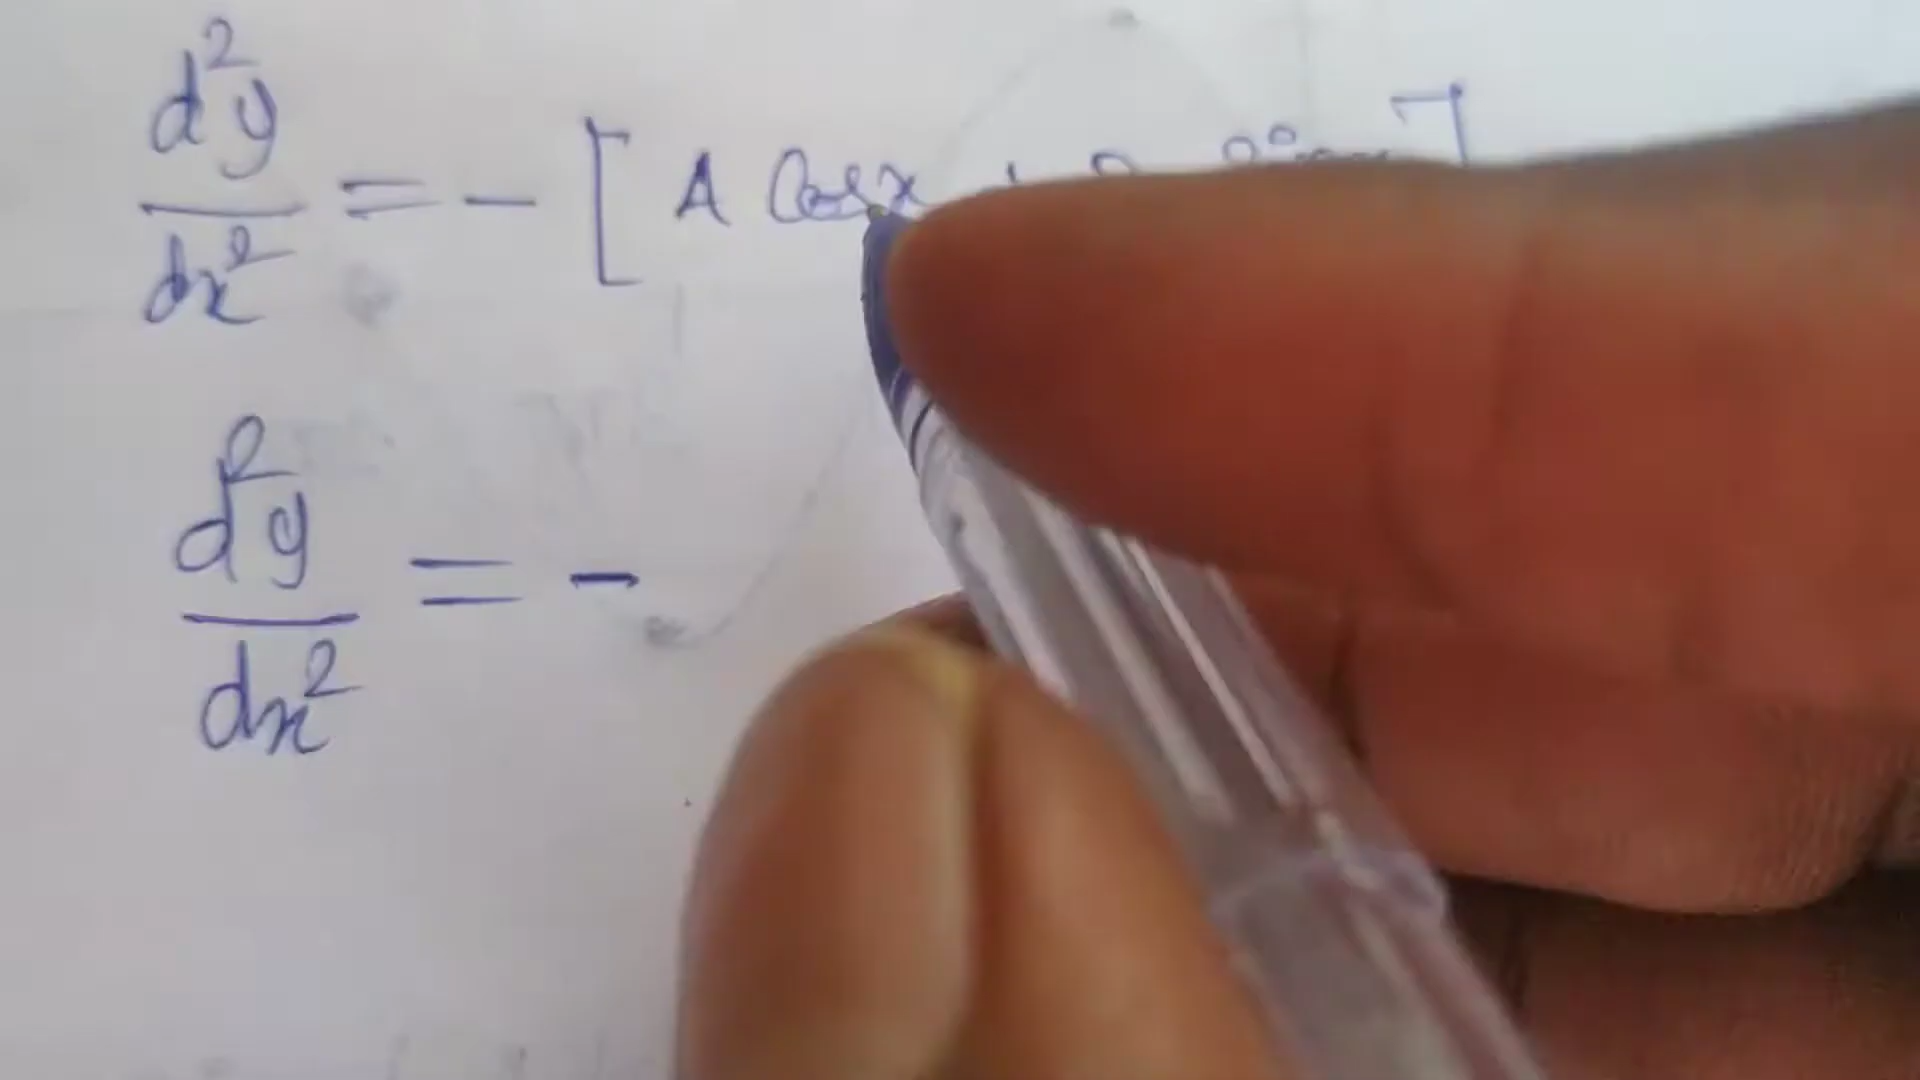 d²y/dx² = - [ A Cosx + ]
d²y/dx² = -